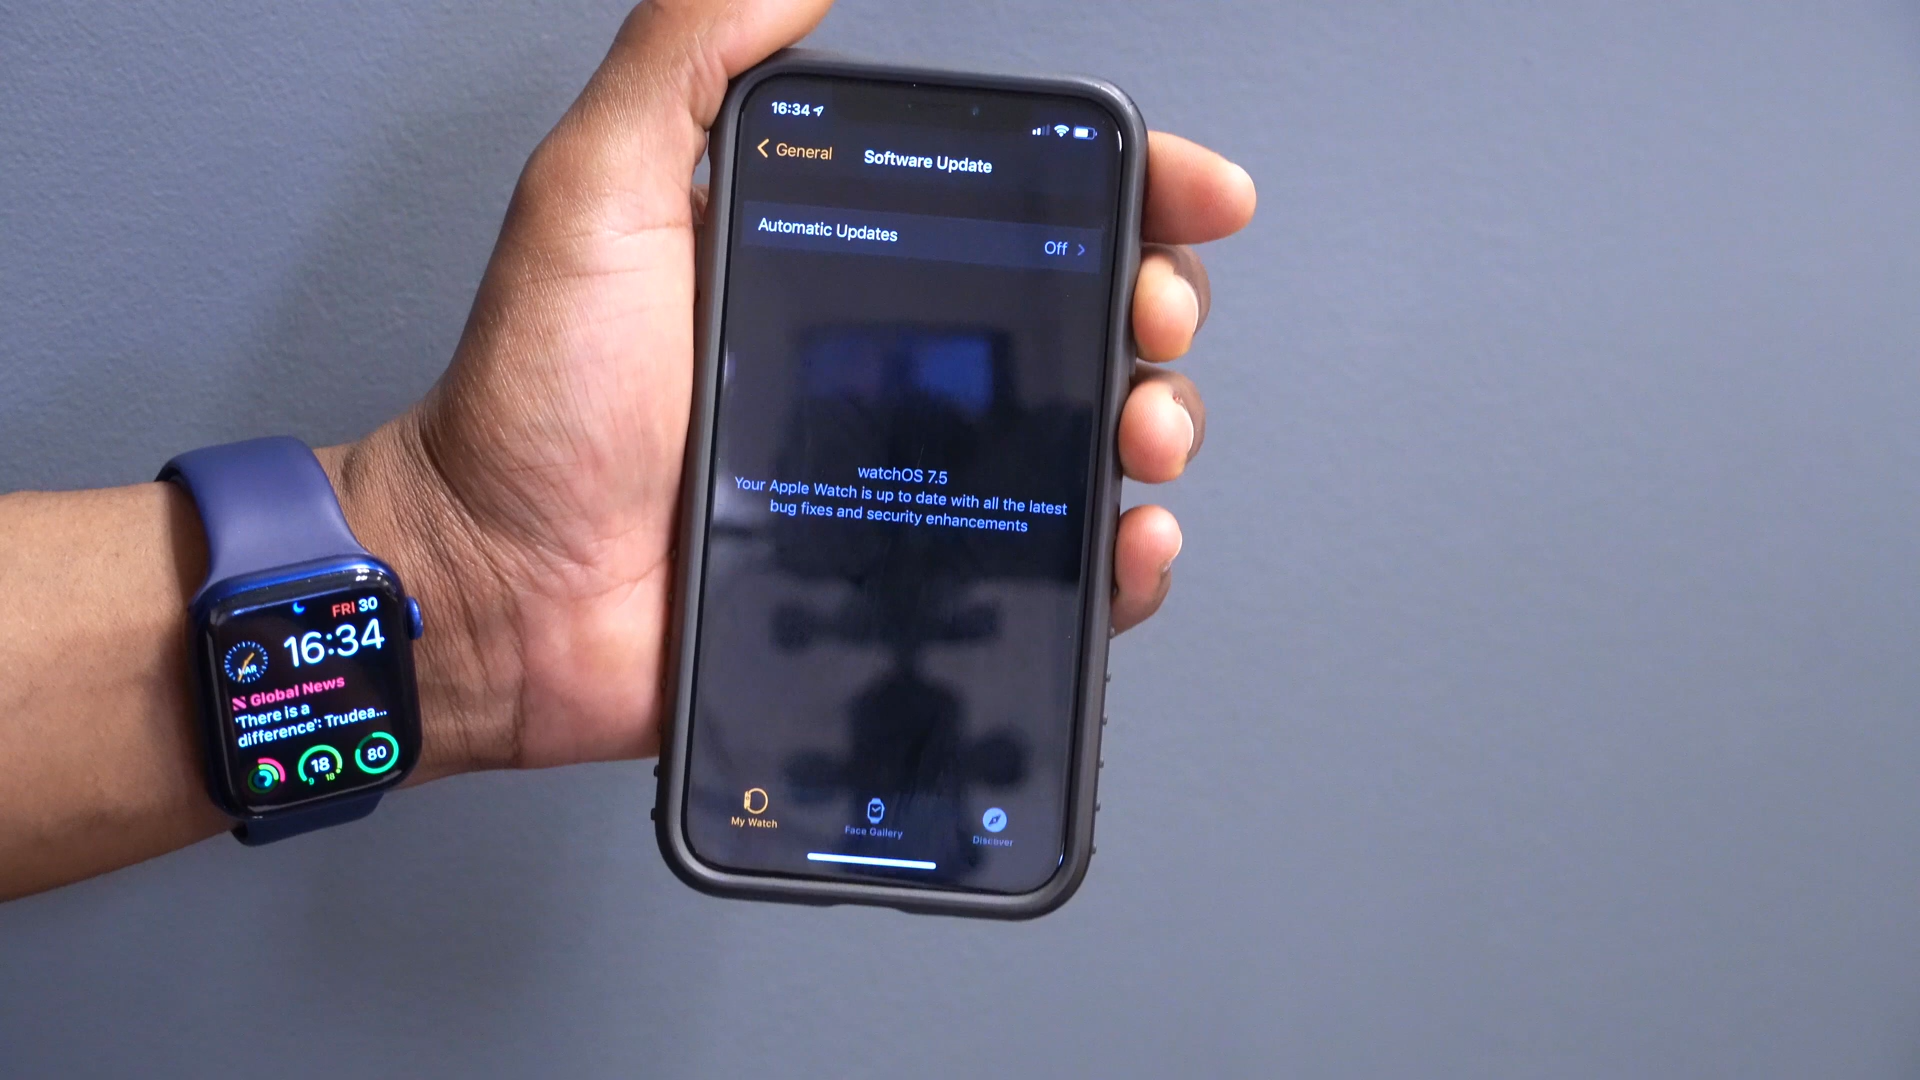 16:34
General
Software Update
Automatic Updates
Off
watchOS 7.5
Your Apple Watch is up to date with all the latest
bug fixes and security enhancements
My Watch
Face Gallery
Discover
FRI 30
16:34
Global News
'There is a
difference': Trudea...
18
9 18
80